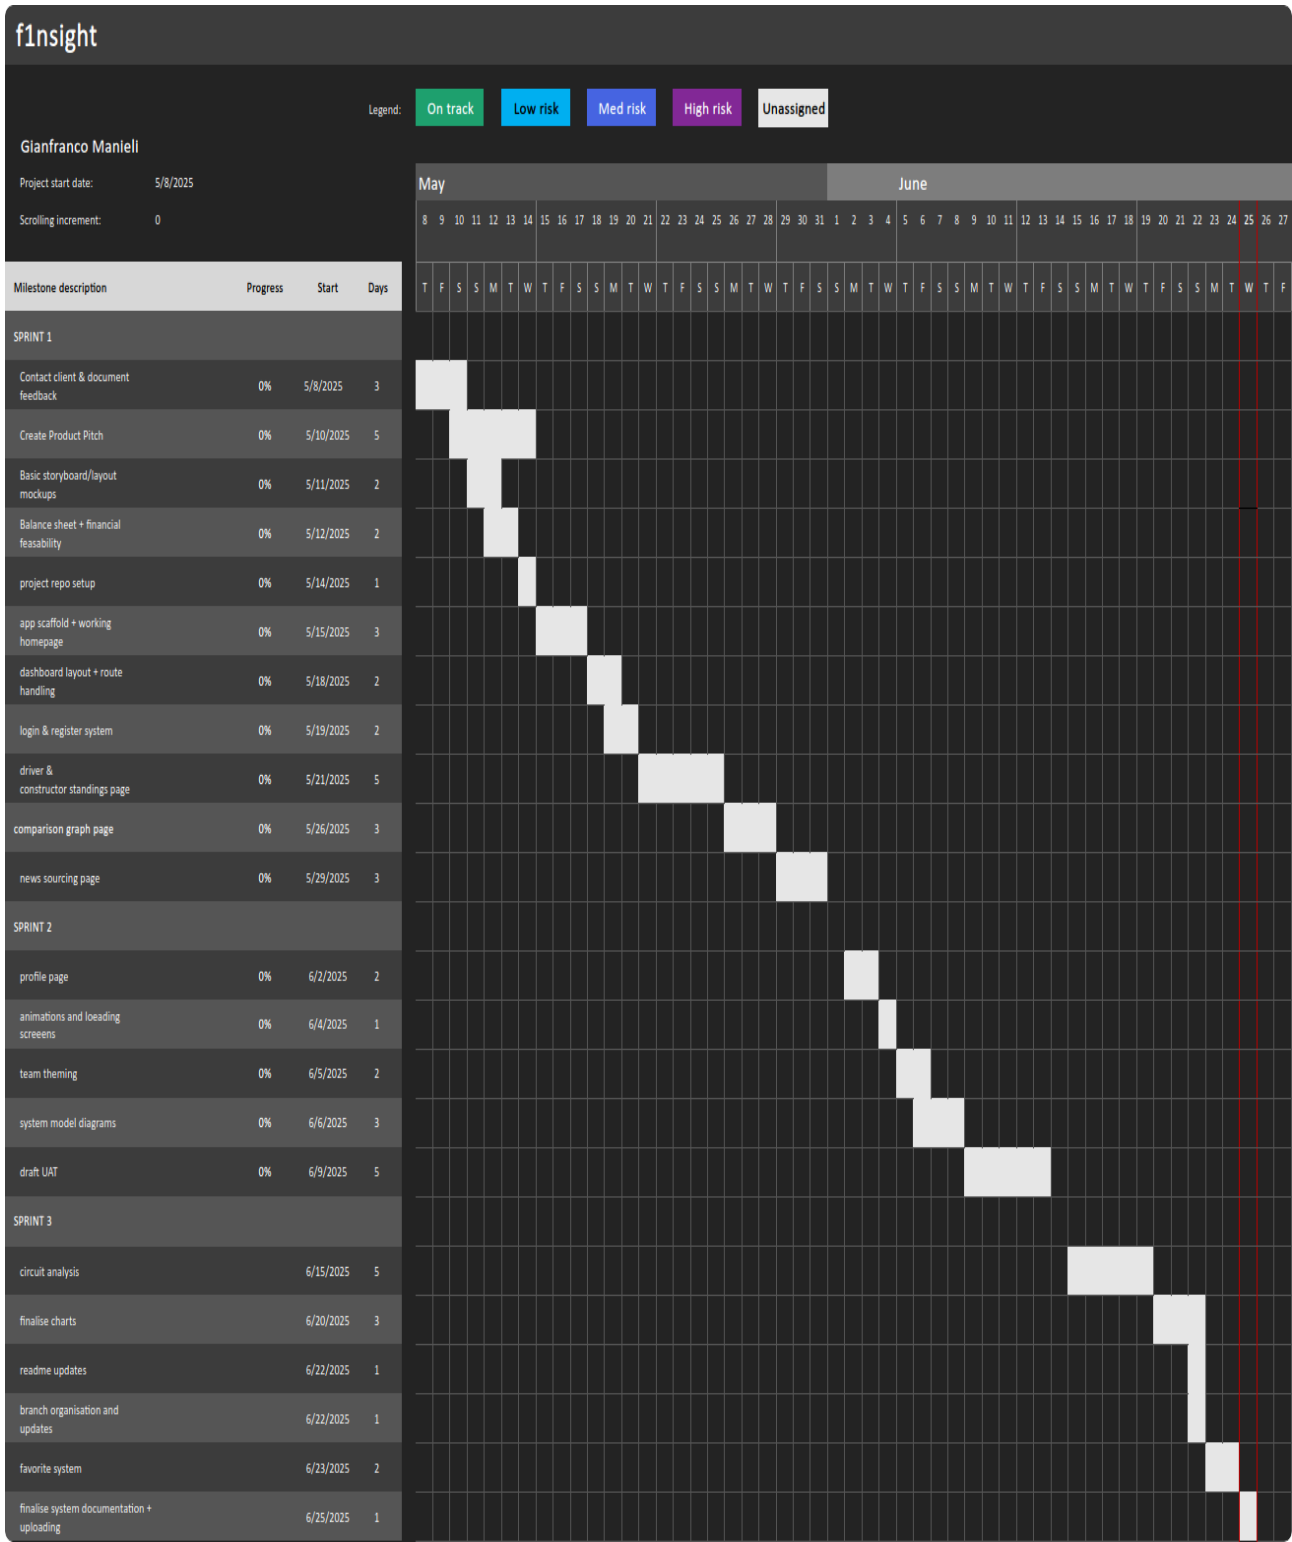 f1nsight
Legend: On track Low risk Med risk High risk Unassigned
Gianfranco Manieli
Project start date: 5/8/2025
May June
Scrolling increment: 0
8 9 10 11 12 13 14 15 16 17 18 19 20 21 22 23 24 25 26 27 28 29 30 31 1 2 3 4 5 6 7 8 9 10 11 12 13 14 15 16 17 18 19 20 21 22 23 24 25 26 27
Milestone description Progress Start Days T F S S M T W T F S S M T W T F S S M T W T F S S M T W T F S S M T W T F S S M T W T F S S M T W T F
SPRINT 1
Contact client & document
feedback 0% 5/8/2025 3
Create Product Pitch 0% 5/10/2025 5
Basic storyboard/layout
mockups 0% 5/11/2025 2
Balance sheet + financial
feasability 0% 5/12/2025 2
project repo setup 0% 5/14/2025 1
app scaffold + working
homepage 0% 5/15/2025 3
dashboard layout + route
handling 0% 5/18/2025 2
login & register system 0% 5/19/2025 2
driver &
constructor standings page 0% 5/21/2025 5
comparison graph page 0% 5/26/2025 3
news sourcing page 0% 5/29/2025 3
SPRINT 2
profile page 0% 6/2/2025 2
animations and loeading
screeens 0% 6/4/2025 1
team theming 0% 6/5/2025 2
system model diagrams 0% 6/6/2025 3
draft UAT 0% 6/9/2025 5
SPRINT 3
circuit analysis 6/15/2025 5
finalise charts 6/20/2025 3
readme updates 6/22/2025 1
branch organisation and
updates 6/22/2025 1
favorite system 6/23/2025 2
finalise system documentation +
uploading 6/25/2025 1